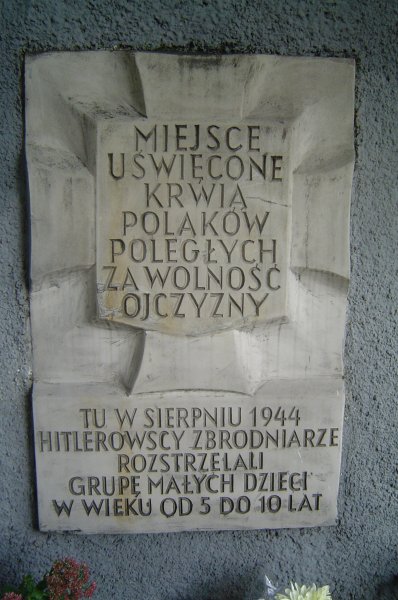 MIEJSCE
UŚWIĘCONE
KRWIĄ
POLAKÓW
POLEGŁYCH
ZA WOLNOŚĆ
OJCZYZNY
TU W SIERPNIU 1944
HITLEROWSCY ZBRODNIARZE
ROZSTRZELALI
GRUPĘ MAŁYCH DZIECI
W WIEKU OD 5 DO 10 LAT